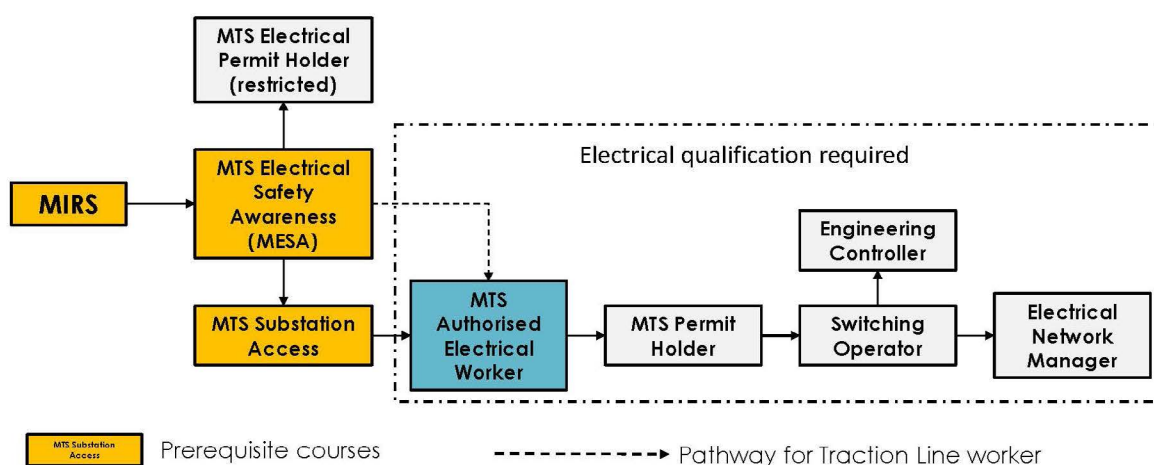 MTS Electrical
Permit Holder
(restricted)
Electrical qualification required
MIRS
MTS Electrical
Safety
Awareness
(MESA)
Engineering
Controller
MTS Substation
Access
MTS
Authorised
Electrical
Worker
MTS Permit
Holder
Switching
Operator
Electrical
Network
Manager
MTS Substation
Access
Prerequisite courses
Pathway for Traction Line worker